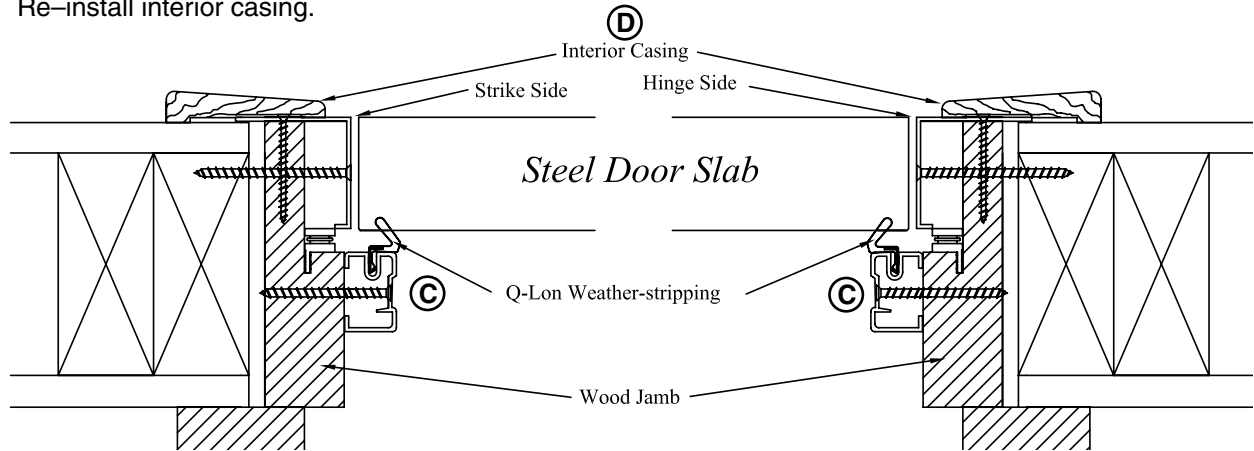 Re–install interior casing.
D
Interior Casing
Strike Side
Hinge Side
Steel Door Slab
C
Q-Lon Weather-stripping
C
Wood Jamb